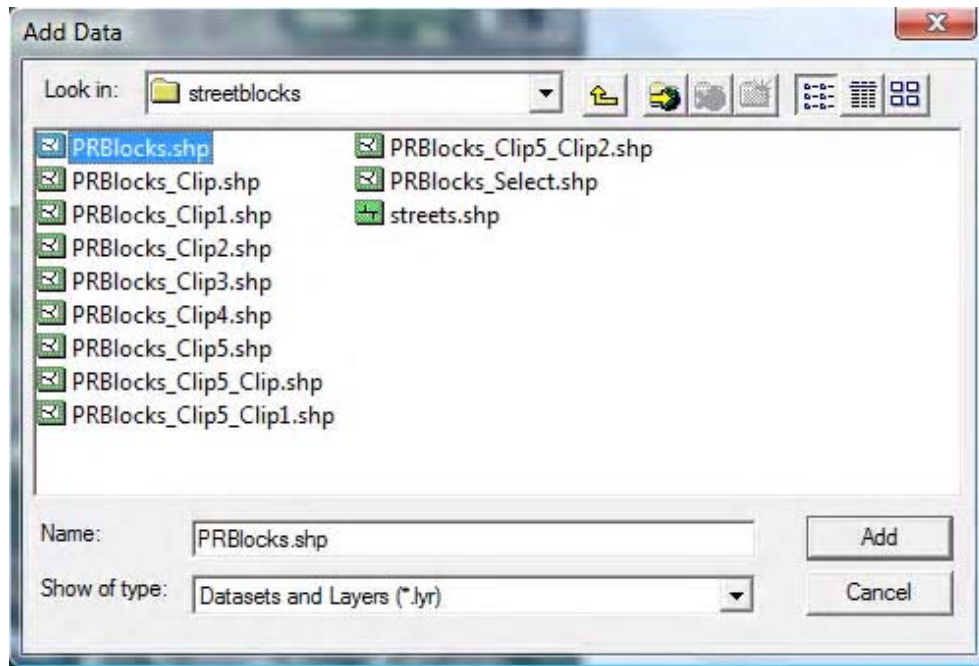 Add Data
Look in: streetblocks
PRBlocks.shp
PRBlocks_Clip.shp
PRBlocks_Clip1.shp
PRBlocks_Clip2.shp
PRBlocks_Clip3.shp
PRBlocks_Clip4.shp
PRBlocks_Clip5.shp
PRBlocks_Clip5_Clip.shp
PRBlocks_Clip5_Clip1.shp
PRBlocks_Clip5_Clip2.shp
PRBlocks_Select.shp
streets.shp
Name: PRBlocks.shp
Add
Show of type: Datasets and Layers (*.lyr)
Cancel